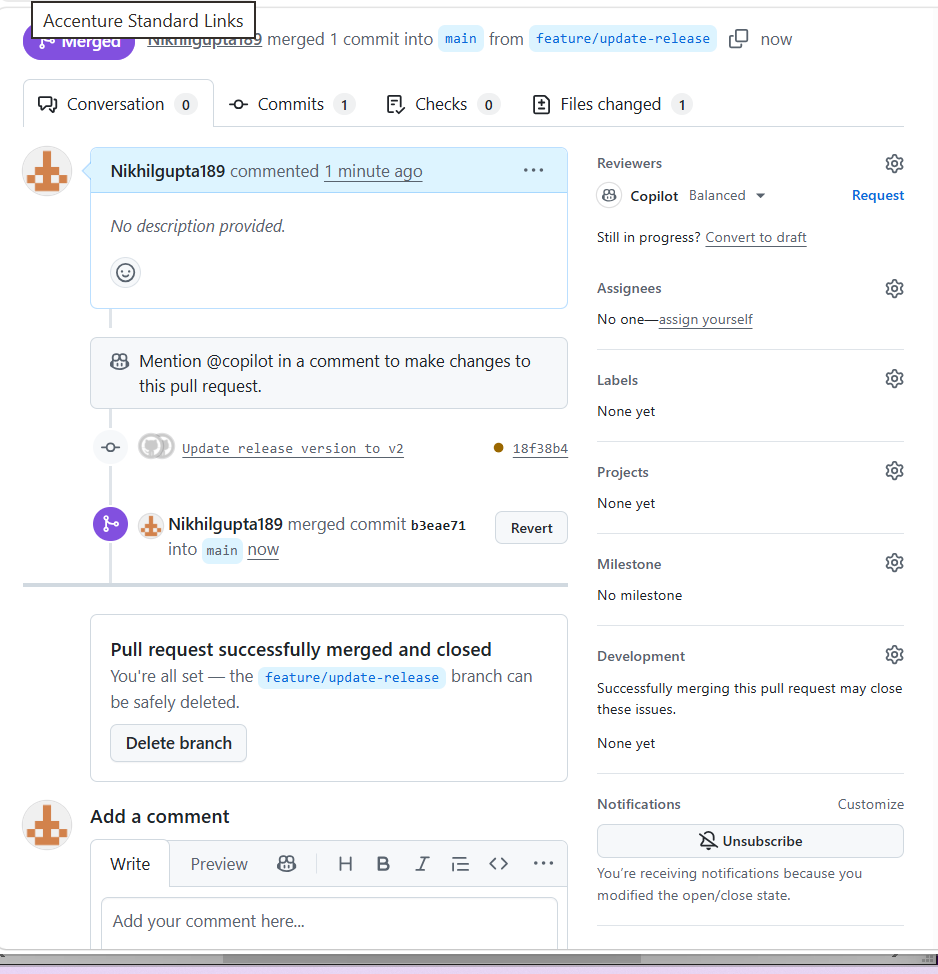 Accenture Standard Links
Merged Nikhilgupta189 merged 1 commit into main from feature/update-release now
Conversation 0 Commits 1 Checks 0 Files changed 1
Nikhilgupta189 commented 1 minute ago
No description provided.
Mention @copilot in a comment to make changes to
this pull request.
Update release version to v2 18f38b4
Nikhilgupta189 merged commit b3eae71
into main now
Revert
Pull request successfully merged and closed
You're all set — the feature/update-release branch can
be safely deleted.
Delete branch
Add a comment
Write Preview
Add your comment here...
Reviewers
Copilot Balanced Request
Still in progress? Convert to draft
Assignees
No one—assign yourself
Labels
None yet
Projects
None yet
Milestone
No milestone
Development
Successfully merging this pull request may close
these issues.
None yet
Notifications Customize
Unsubscribe
You're receiving notifications because you
modified the open/close state.